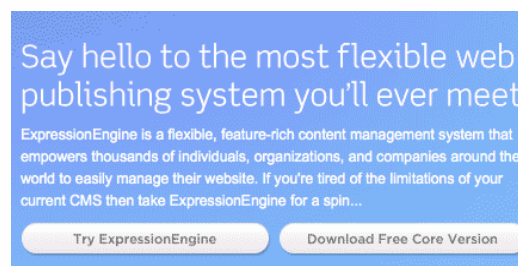 Say hello to the most flexible web
publishing system you'll ever meet
ExpressionEngine is a flexible, feature-rich content management system that
empowers thousands of individuals, organizations, and companies around the
world to easily manage their website. If you're tired of the limitations of your
current CMS then take ExpressionEngine for a spin...
Try ExpressionEngine
Download Free Core Version